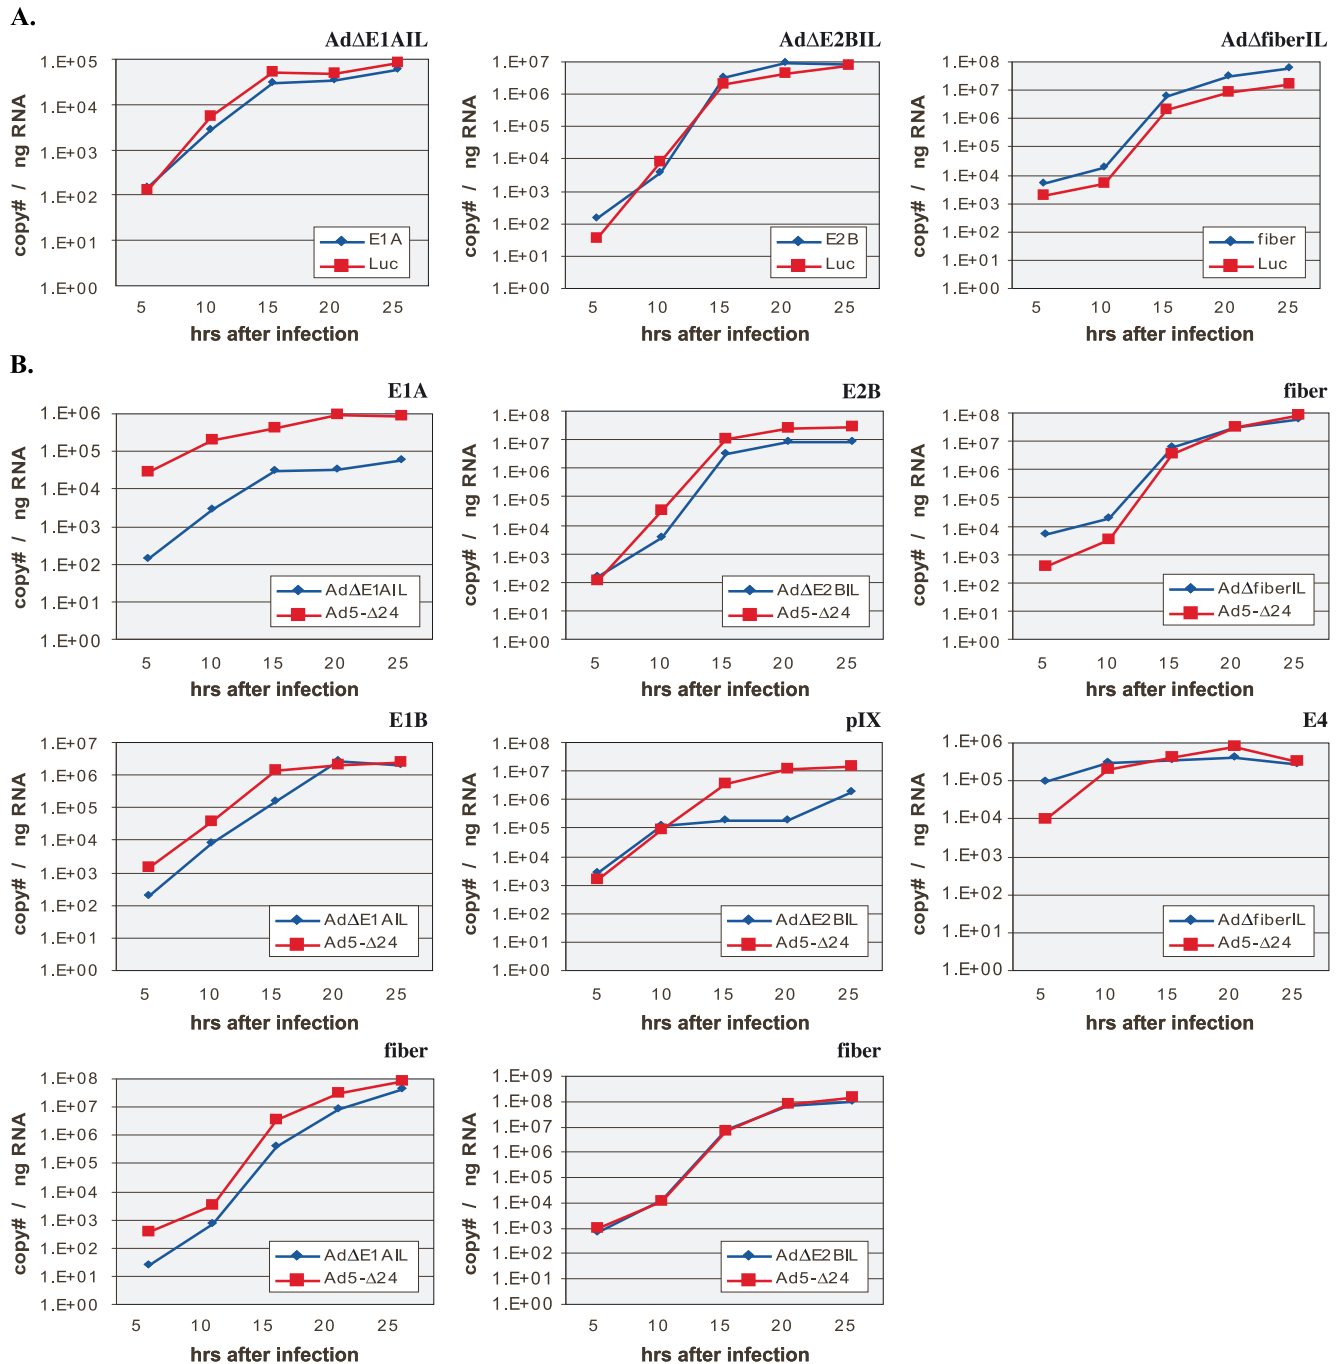 A.
AdΔE1AIL
copy# / ng RNA
1.E+05
1.E+04
1.E+03
1.E+02
1.E+01
1.E+00
E1A
Luc
5 10 15 20 25
hrs after infection
AdΔE2BIL
copy# / ng RNA
1.E+07
1.E+06
1.E+05
1.E+04
1.E+03
1.E+02
1.E+01
1.E+00
E2B
Luc
5 10 15 20 25
hrs after infection
AdΔfiberIL
copy# / ng RNA
1.E+08
1.E+07
1.E+06
1.E+05
1.E+04
1.E+03
1.E+02
1.E+01
1.E+00
fiber
Luc
5 10 15 20 25
hrs after infection
B.
E1A
copy# / ng RNA
1.E+06
1.E+05
1.E+04
1.E+03
1.E+02
1.E+01
1.E+00
AdΔE1AIL
Ad5-Δ24
5 10 15 20 25
hrs after infection
E2B
copy# / ng RNA
1.E+08
1.E+07
1.E+06
1.E+05
1.E+04
1.E+03
1.E+02
1.E+01
1.E+00
AdΔE2BIL
Ad5-Δ24
5 10 15 20 25
hrs after infection
fiber
copy# / ng RNA
1.E+08
1.E+07
1.E+06
1.E+05
1.E+04
1.E+03
1.E+02
1.E+01
1.E+00
AdΔfiberIL
Ad5-Δ24
5 10 15 20 25
hrs after infection
E1B
copy# / ng RNA
1.E+07
1.E+06
1.E+05
1.E+04
1.E+03
1.E+02
1.E+01
1.E+00
AdΔE1AIL
Ad5-Δ24
5 10 15 20 25
hrs after infection
pIX
copy# / ng RNA
1.E+08
1.E+07
1.E+06
1.E+05
1.E+04
1.E+03
1.E+02
1.E+01
1.E+00
AdΔE2BIL
Ad5-Δ24
5 10 15 20 25
hrs after infection
E4
copy# / ng RNA
1.E+06
1.E+05
1.E+04
1.E+03
1.E+02
1.E+01
1.E+00
AdΔfiberIL
Ad5-Δ24
5 10 15 20 25
hrs after infection
fiber
copy# / ng RNA
1.E+08
1.E+07
1.E+06
1.E+05
1.E+04
1.E+03
1.E+02
1.E+01
1.E+00
AdΔE1AIL
Ad5-Δ24
5 10 15 20 25
hrs after infection
fiber
copy# / ng RNA
1.E+09
1.E+08
1.E+07
1.E+06
1.E+05
1.E+04
1.E+03
1.E+02
1.E+01
1.E+00
AdΔE2BIL
Ad5-Δ24
5 10 15 20 25
hrs after infection